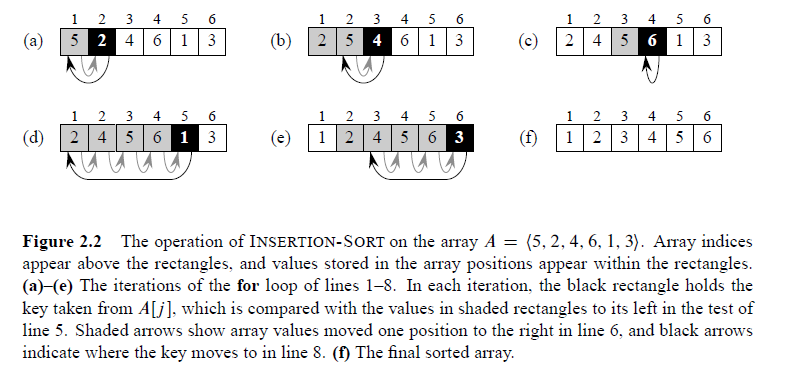 1 2 3 4 5 6 1 2 3 4 5 6 1 2 3 4 5 6
(a) 5 2 4 6 1 3 (b) 2 5 4 6 1 3 (c) 2 4 5 6 1 3
1 2 3 4 5 6 1 2 3 4 5 6 1 2 3 4 5 6
(d) 2 4 5 6 1 3 (e) 1 2 4 5 6 3 (f) 1 2 3 4 5 6
Figure 2.2 The operation of INSERTION-SORT on the array A = ⟨5, 2, 4, 6, 1, 3⟩. Array indices
appear above the rectangles, and values stored in the array positions appear within the rectangles.
(a)–(e) The iterations of the for loop of lines 1–8. In each iteration, the black rectangle holds the
key taken from A[j], which is compared with the values in shaded rectangles to its left in the test of
line 5. Shaded arrows show array values moved one position to the right in line 6, and black arrows
indicate where the key moves to in line 8. (f) The final sorted array.